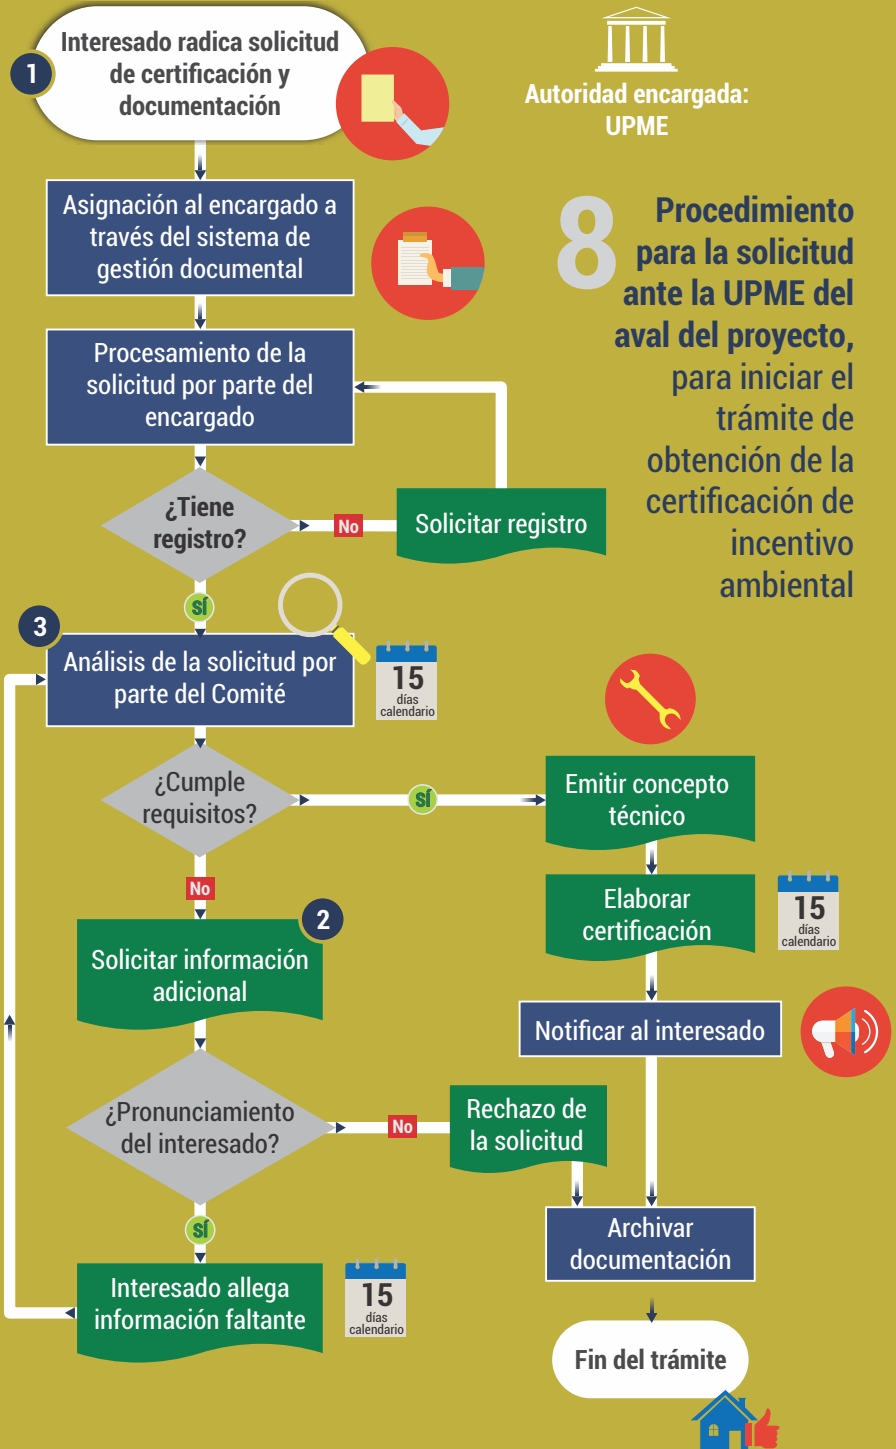 1
Interesado radica solicitud
de certificación y
documentación
Autoridad encargada:
UPME
8
Procedimiento
para la solicitud
ante la UPME del
aval del proyecto,
para iniciar el
trámite de
obtención de la
certificación de
incentivo
ambiental
Asignación al encargado a
través del sistema de
gestión documental
Procesamiento de la
solicitud por parte del
encargado
¿Tiene
registro?
No
Solicitar registro
SÍ
3
Análisis de la solicitud por
parte del Comité
15
días
calendario
¿Cumple
requisitos?
SÍ
Emitir concepto
técnico
Elaborar
certificación
15
días
calendario
Notificar al interesado
No
2
Solicitar información
adicional
¿Pronunciamiento
del interesado?
No
Rechazo de
la solicitud
SÍ
Interesado allega
información faltante
15
días
calendario
Archivar
documentación
Fin del trámite